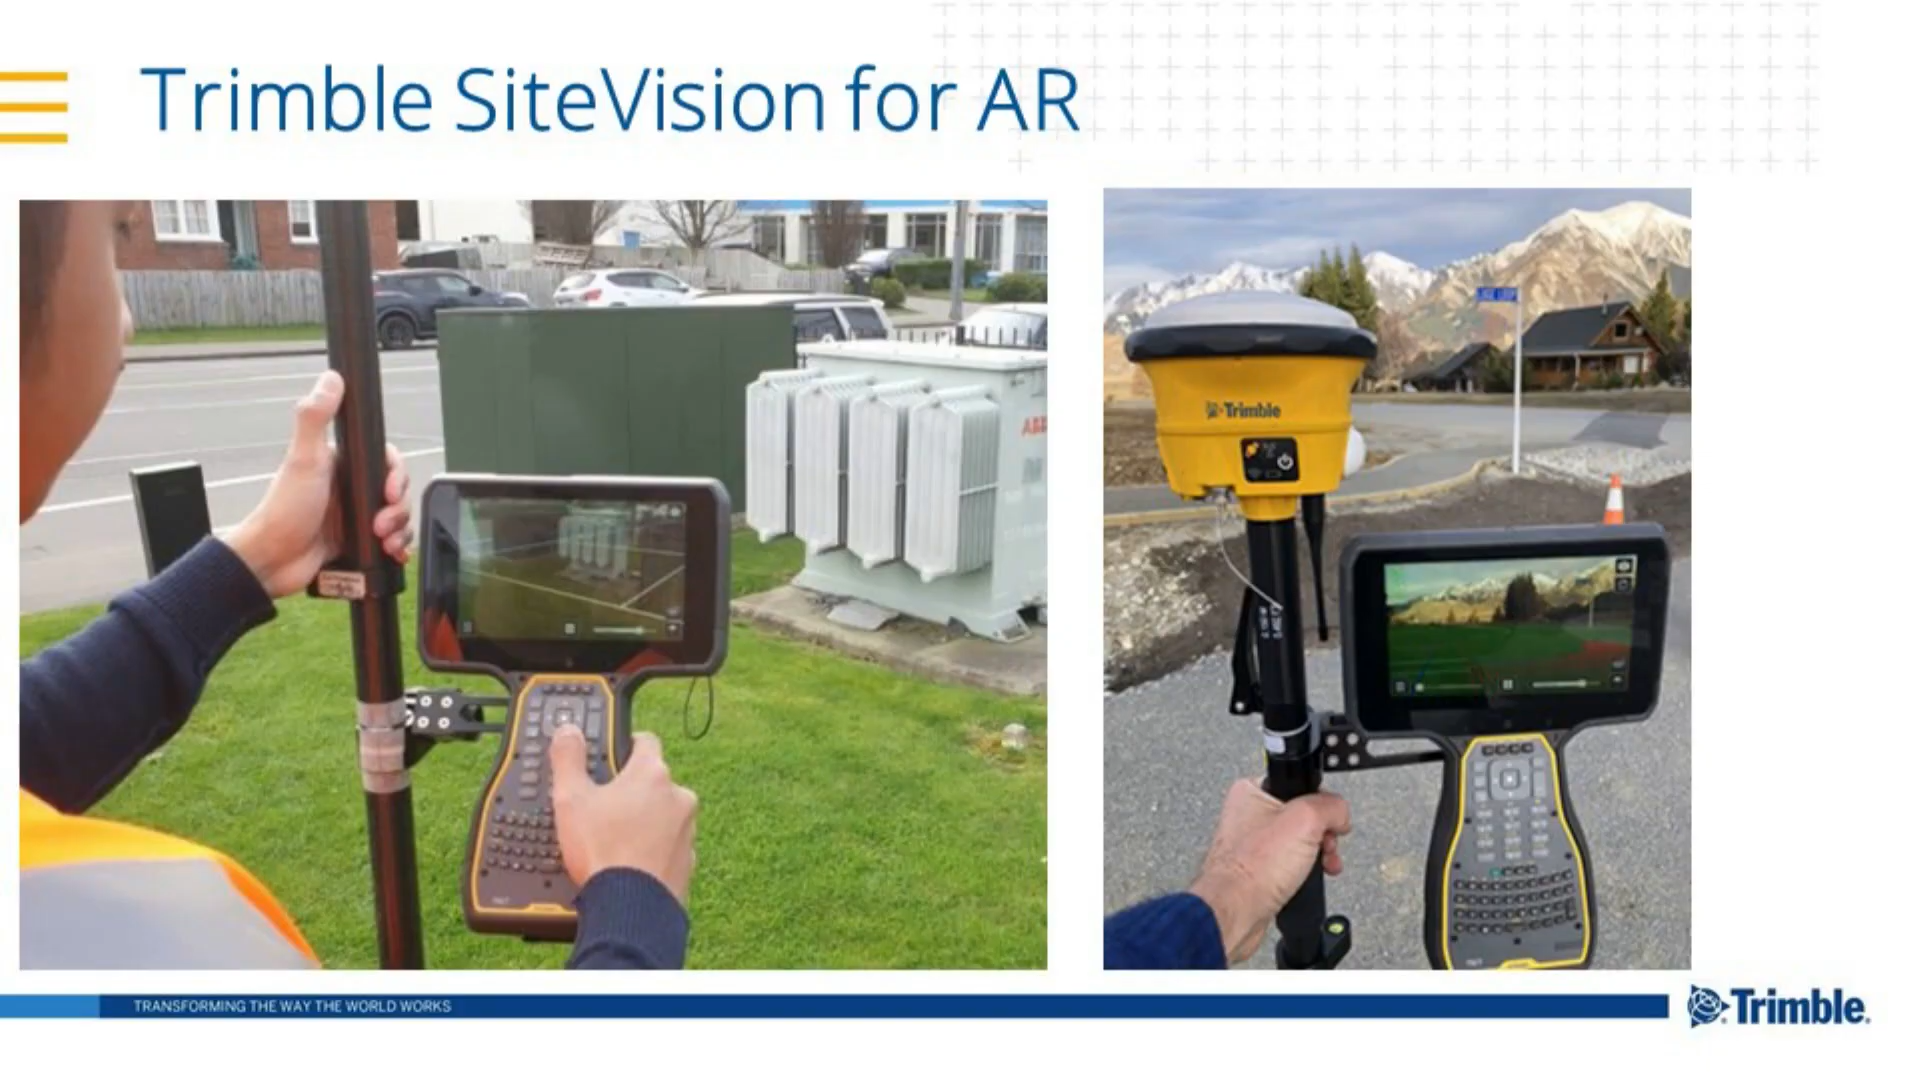 Trimble SiteVision for AR
Trimble
TRANSFORMING THE WAY THE WORLD WORKS
Trimble